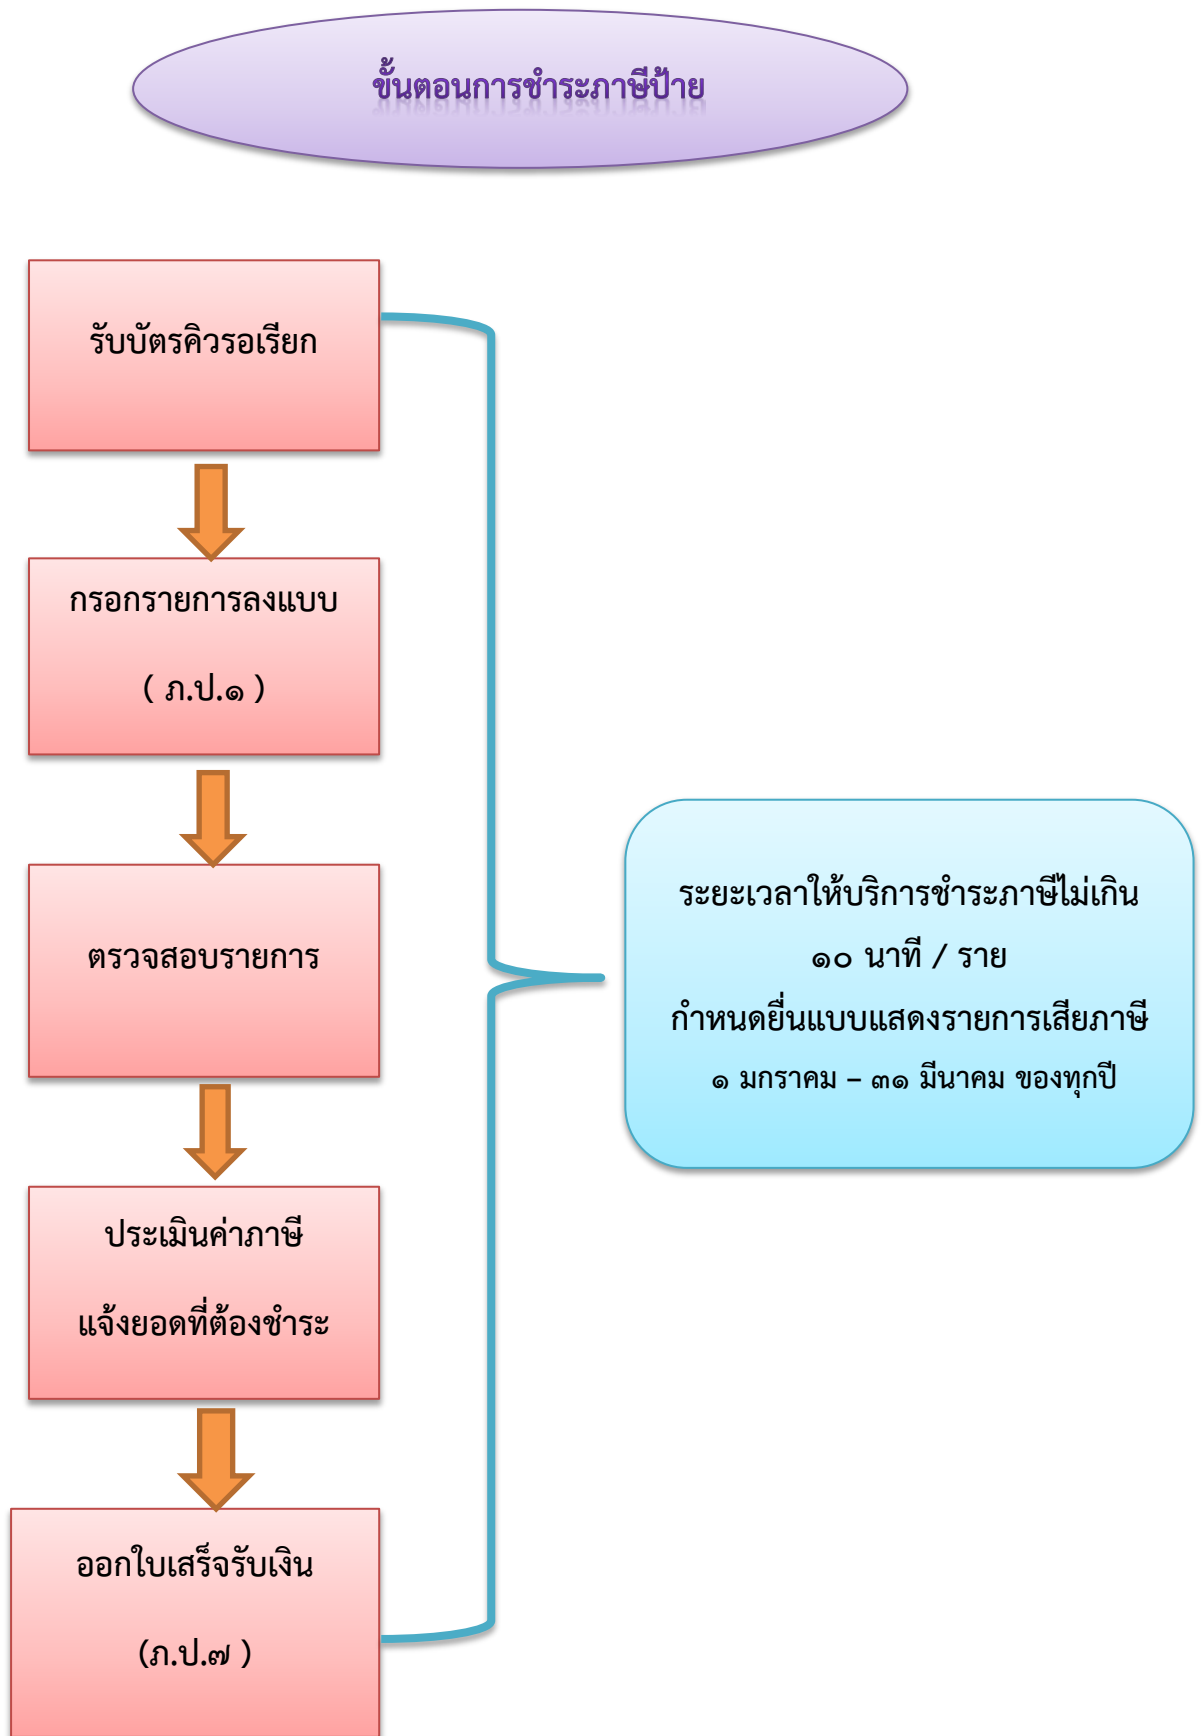 ขั้นตอนการชำระภาษีป้าย
รับบัตรคิวรอเรียก
กรอกรายการลงแบบ
( ภ.ป.๑ )
ตรวจสอบรายการ
ประเมินค่าภาษี
แจ้งยอดที่ต้องชำระ
ออกใบเสร็จรับเงิน
(ภ.ป.๗ )
ระยะเวลาให้บริการชำระภาษีไม่เกิน
๑๐ นาที / ราย
กำหนดยื่นแบบแสดงรายการเสียภาษี
๑ มกราคม – ๓๑ มีนาคม ของทุกปี